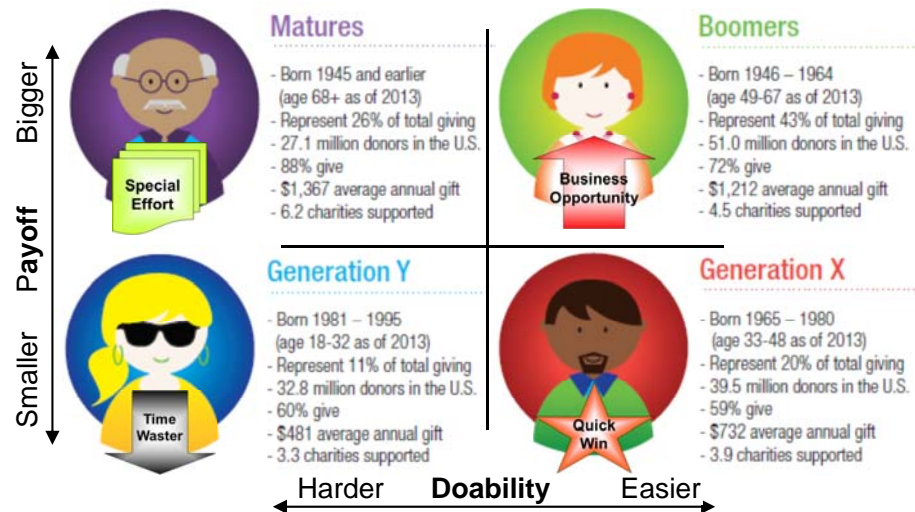 Bigger
Payoff
Smaller
Matures
- Born 1945 and earlier
(age 68+ as of 2013)
- Represent 26% of total giving
- 27.1 million donors in the U.S.
- 88% give
- $1,367 average annual gift
- 6.2 charities supported
Special
Effort
Boomers
- Born 1946 – 1964
(age 49-67 as of 2013)
- Represent 43% of total giving
- 51.0 million donors in the U.S.
- 72% give
- $1,212 average annual gift
- 4.5 charities supported
Business
Opportunity
Generation Y
- Born 1981 – 1995
(age 18-32 as of 2013)
- Represent 11% of total giving
- 32.8 million donors in the U.S.
- 60% give
- $481 average annual gift
- 3.3 charities supported
Time
Waster
Generation X
- Born 1965 – 1980
(age 33-48 as of 2013)
- Represent 20% of total giving
- 39.5 million donors in the U.S.
- 59% give
- $732 average annual gift
- 3.9 charities supported
Quick
Win
Harder Doability Easier